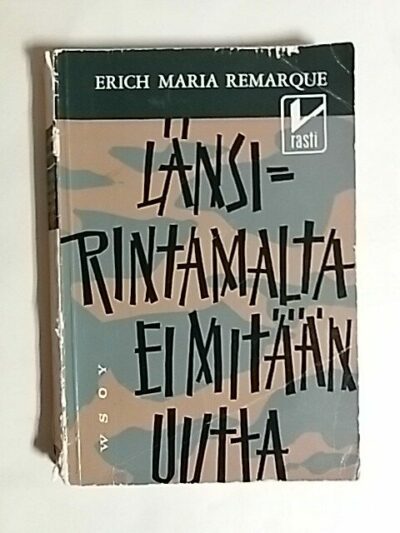 ERICH MARIA REMARQUE
rasti
LÄNSI=
RINTAMALTA
EI MITÄÄN
UUTTA
WSOY